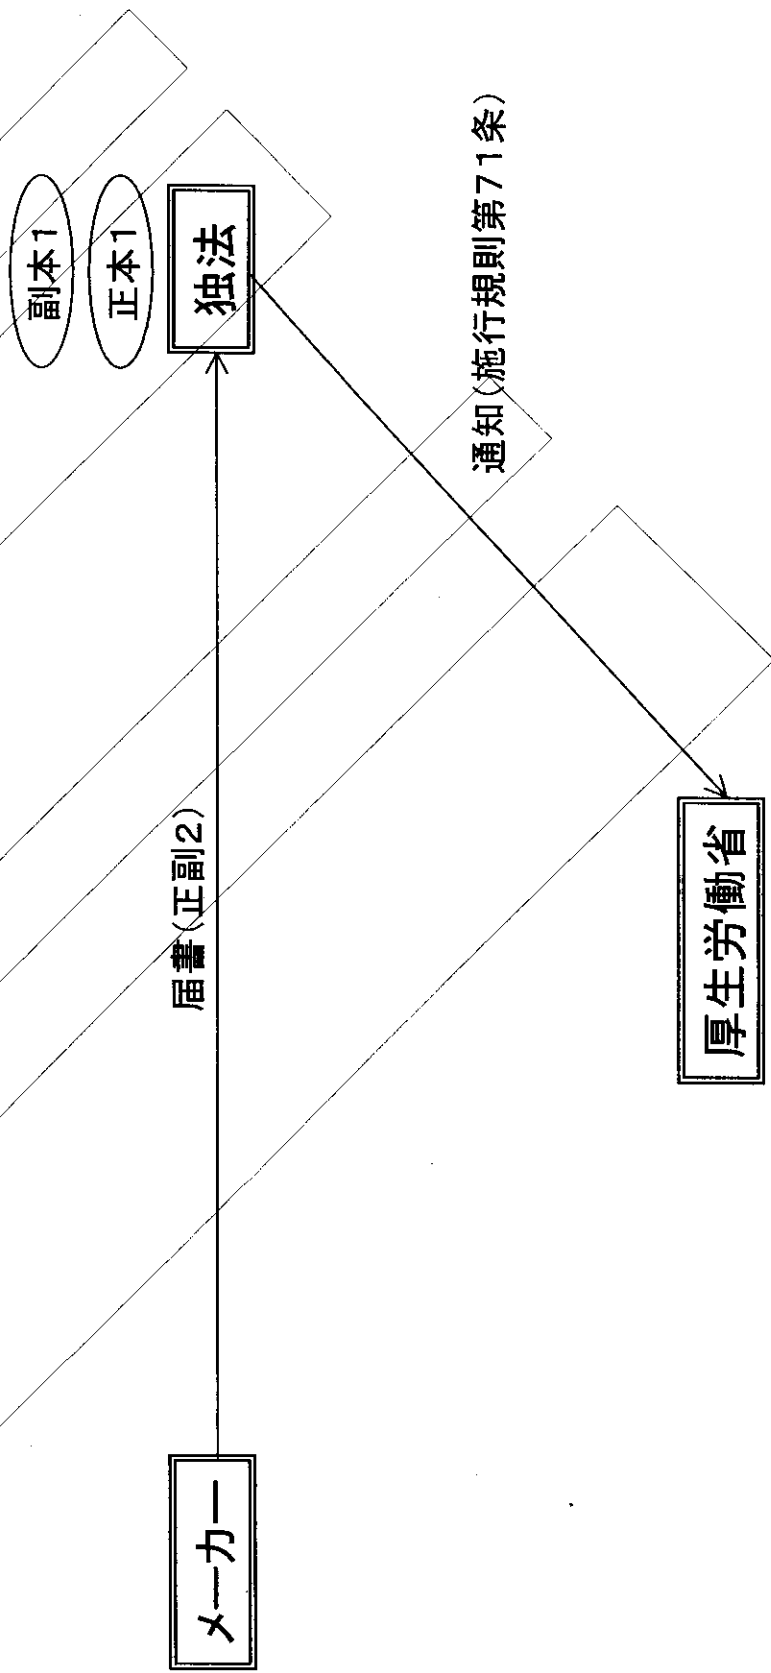 副本1
正本1
独法
通知(施行規則第71条)
届書(正副2)
厚生労働省
メーカー